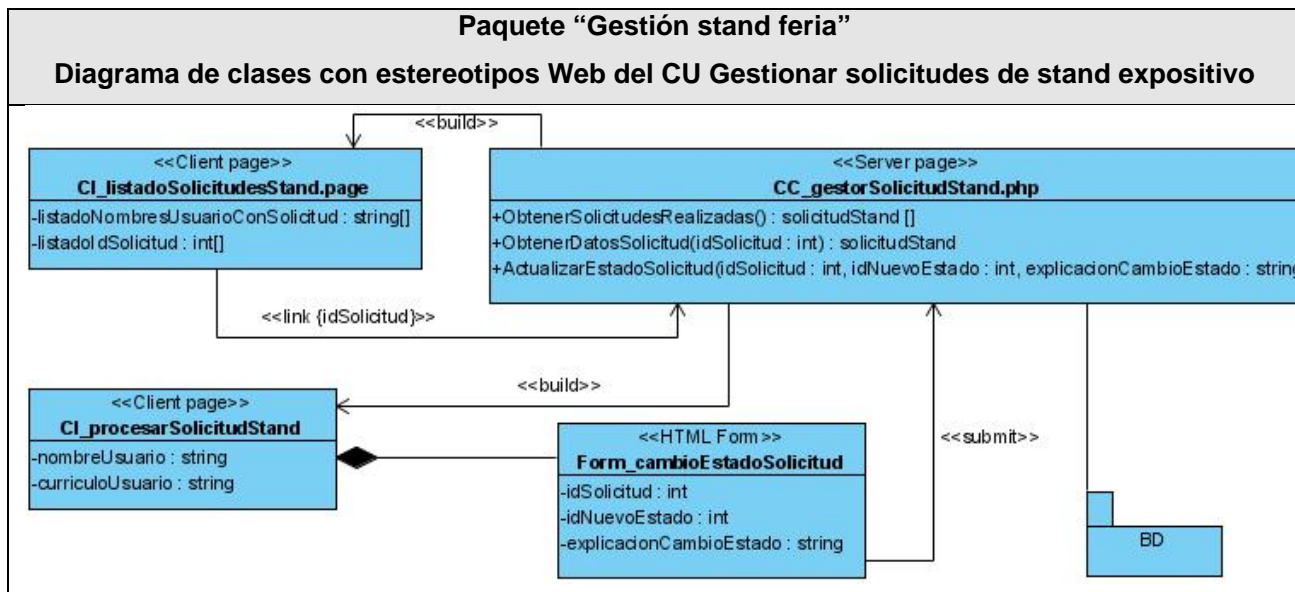 Paquete “Gestión stand feria”
Diagrama de clases con estereotipos Web del CU Gestionar solicitudes de stand expositivo
<<build>>
<<Client page>>
CI_listadoSolicitudesStand.page
-listadoNombresUsuarioConSolicitud : string[]
-listadoIdSolicitud : int[]
<<Server page>>
CC_gestorSolicitudStand.php
+ObtenerSolicitudesRealizadas() : solicitudStand []
+ObtenerDatosSolicitud(idSolicitud : int) : solicitudStand
+ActualizarEstadoSolicitud(idSolicitud : int, idNuevoEstado : int, explicacionCambioEstado : string
<<link {idSolicitud}>>
<<build>>
<<Client page>>
CI_procesarSolicitudStand
-nombreUsuario : string
-curriculoUsuario : string
<<HTML Form>>
Form_cambioEstadoSolicitud
-idSolicitud : int
-idNuevoEstado : int
-explicacionCambioEstado : string
<<submit>>
BD